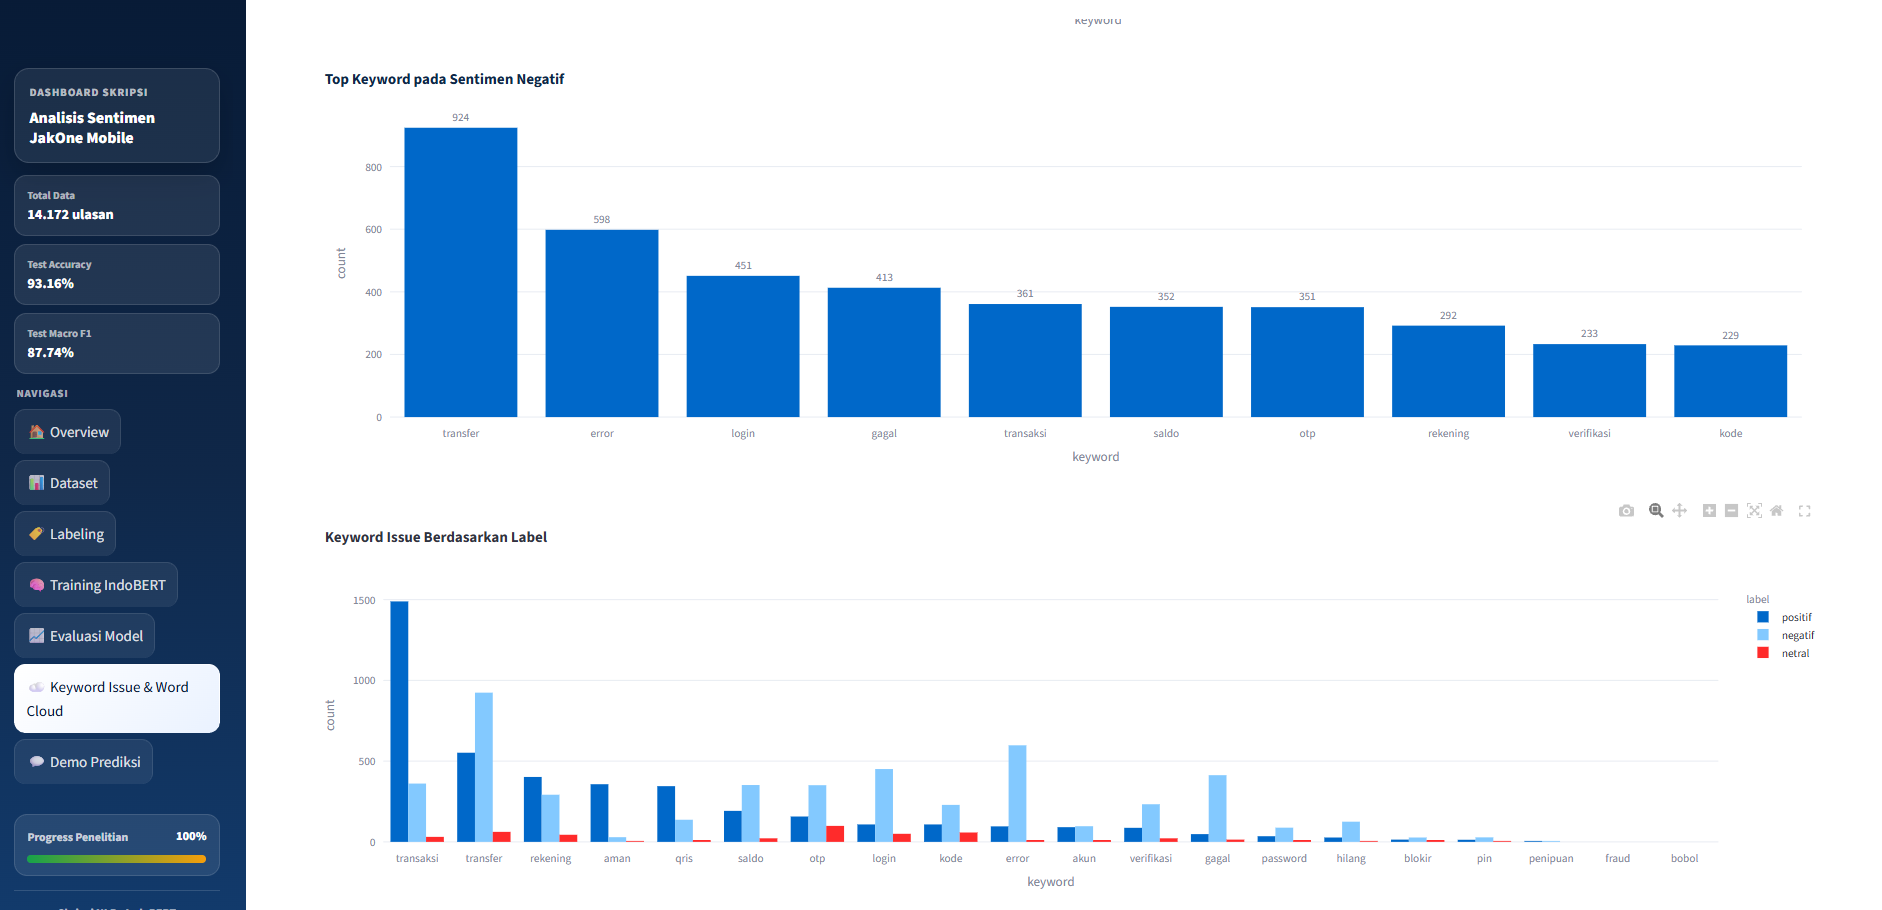 DASHBOARD SKRIPSI
Analisis Sentimen
JakOne Mobile
Total Data
14.172 ulasan
Test Accuracy
93.16%
Test Macro F1
87.74%
NAVIGASI
Overview
Dataset
Labeling
Training IndoBERT
Evaluasi Model
Keyword Issue & Word
Cloud
Demo Prediksi
Progress Penelitian 100%
keyword
Top Keyword pada Sentimen Negatif
924
598
451
413
361
352
351
292
233
229
800
600
400
200
0
count
transfer error login gagal transaksi saldo otp rekening verifikasi kode
keyword
Keyword Issue Berdasarkan Label
1500
1000
500
0
count
transaksi transfer rekening aman qris saldo otp login kode error akun verifikasi gagal password hilang blokir pin penipuan fraud bobol
keyword
label
positif
negatif
netral